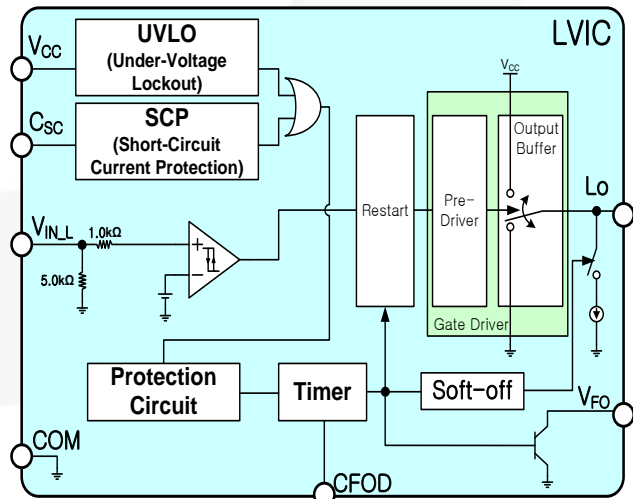 LVIC
VCC
UVLO
(Under-Voltage
Lockout)
CSC
SCP
(Short-Circuit
Current Protection)
VIN_L
1.0kΩ
5.0kΩ
Restart
VCC
Pre-
Driver
Output
Buffer
Gate Driver
Lo
Protection
Circuit
Timer
Soft-off
VFO
COM
CFOD